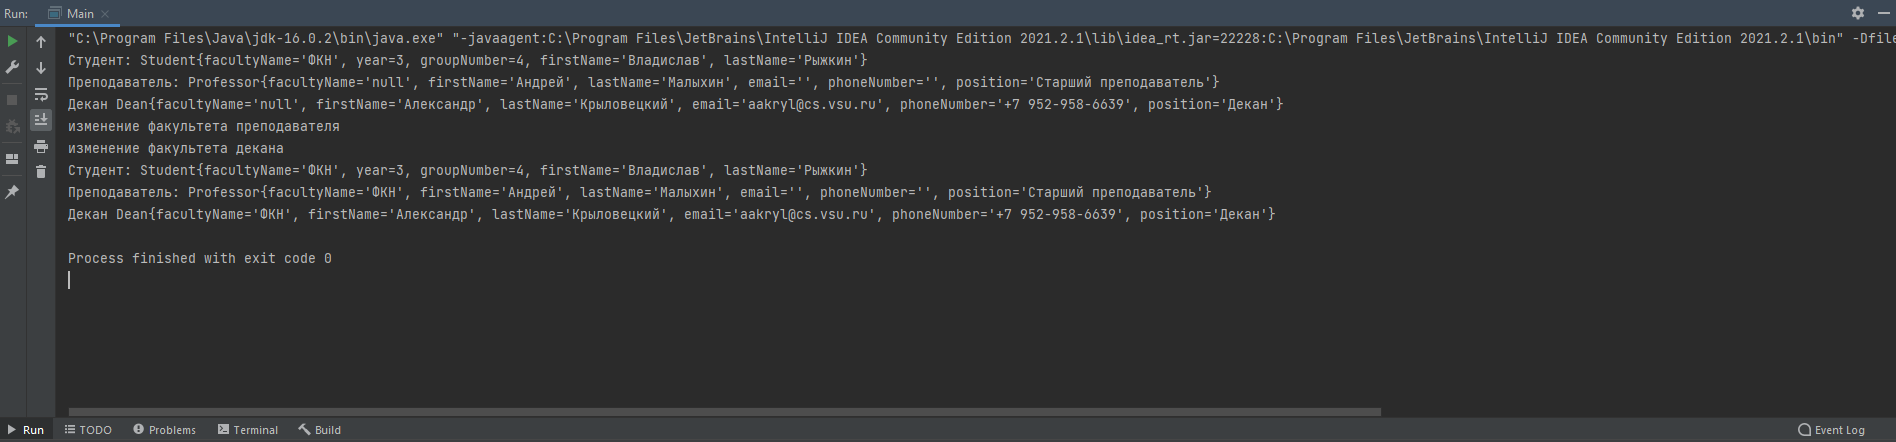 Run: Main
"C:\Program Files\Java\jdk-16.0.2\bin\java.exe" "-javaagent:C:\Program Files\JetBrains\IntelliJ IDEA Community Edition 2021.2.1\lib\idea_rt.jar=22228:C:\Program Files\JetBrains\IntelliJ IDEA Community Edition 2021.2.1\bin" -Dfile
Студент: Student{facultyName='ФКН', year=3, groupNumber=4, firstName='Владислав', lastName='Рыжкин'}
Преподаватель: Professor{facultyName='null', firstName='Андрей', lastName='Малыхин', email='', phoneNumber='', position='Старший преподаватель'}
Декан Dean{facultyName='null', firstName='Александр', lastName='Крыловецкий', email='aakryl@cs.vsu.ru', phoneNumber='+7 952-958-6639', position='Декан'}
изменение факультета преподавателя
изменение факультета декана
Студент: Student{facultyName='ФКН', year=3, groupNumber=4, firstName='Владислав', lastName='Рыжкин'}
Преподаватель: Professor{facultyName='ФКН', firstName='Андрей', lastName='Малыхин', email='', phoneNumber='', position='Старший преподаватель'}
Декан Dean{facultyName='ФКН', firstName='Александр', lastName='Крыловецкий', email='aakryl@cs.vsu.ru', phoneNumber='+7 952-958-6639', position='Декан'}
Process finished with exit code 0
Run TODO Problems Terminal Build Event Log